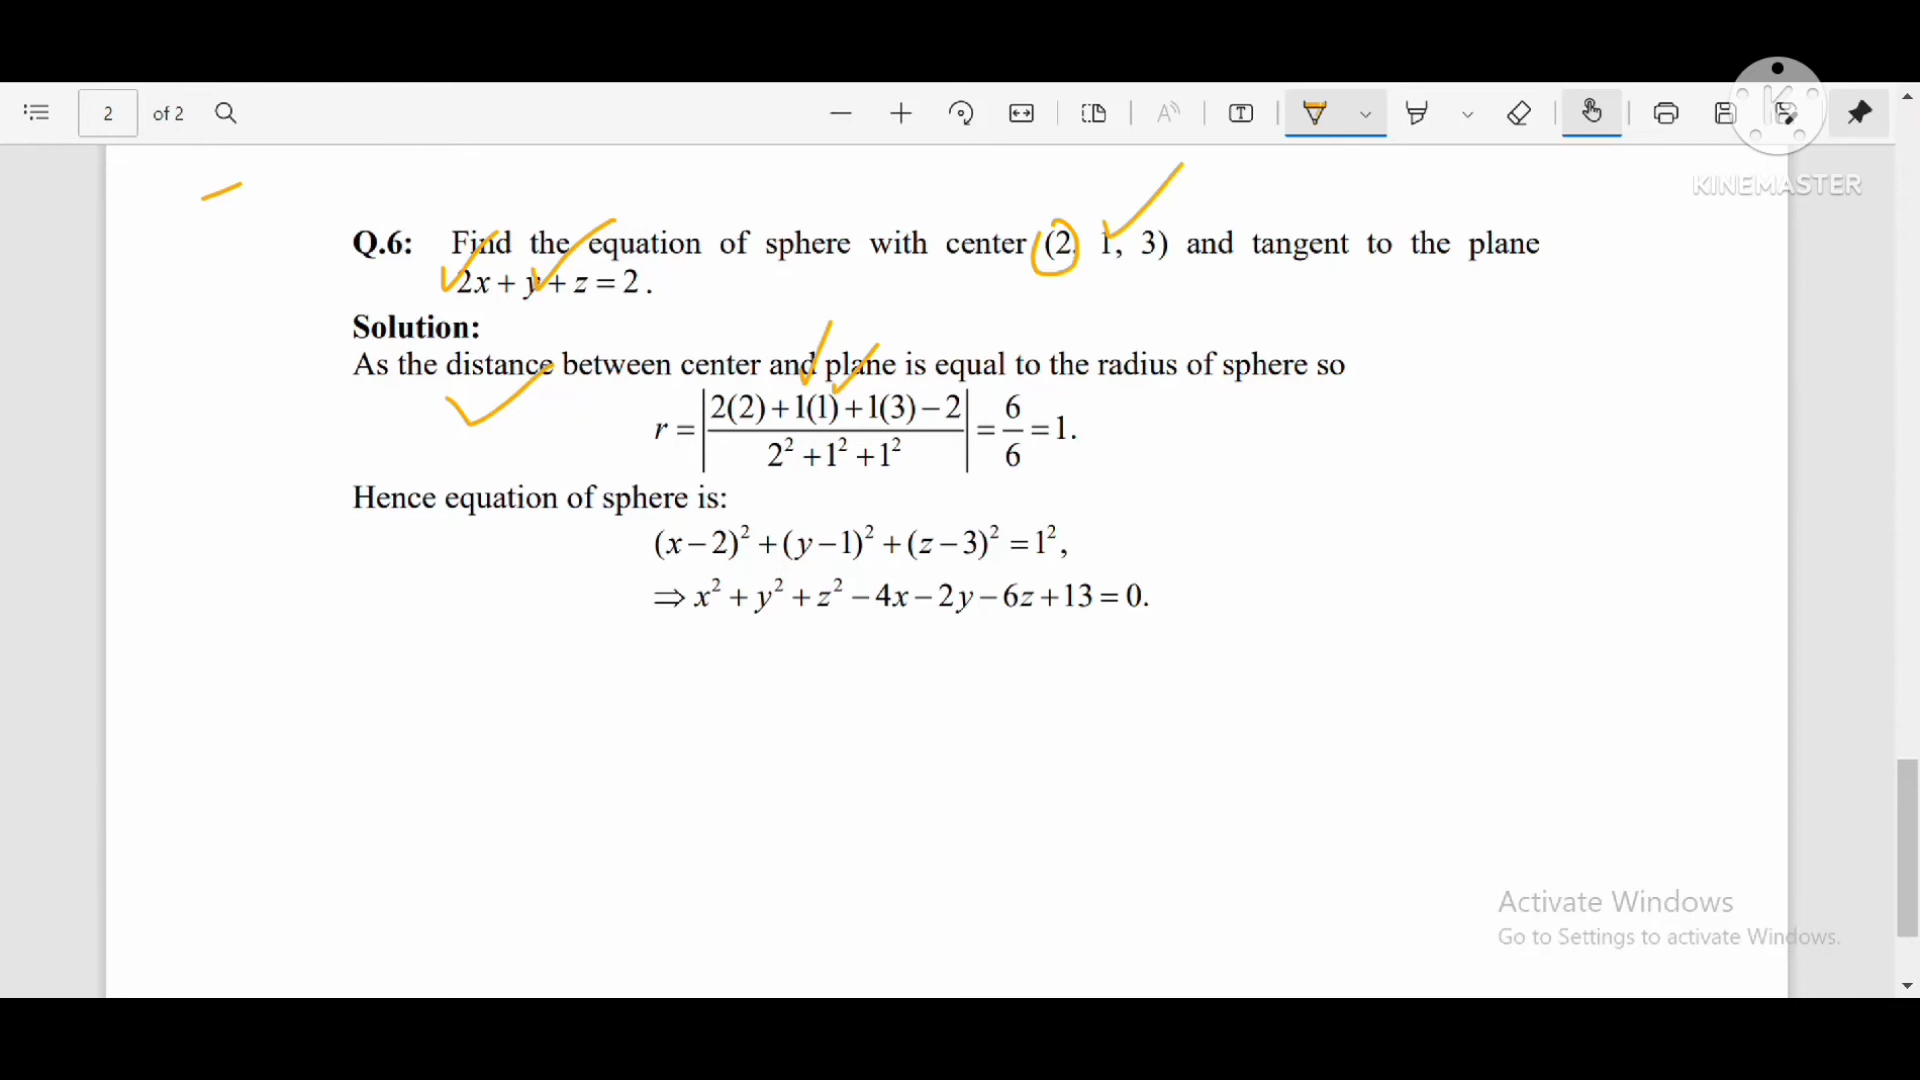 2 of 2
KINEMASTER
Q.6: Find the equation of sphere with center (2, 1, 3) and tangent to the plane
2x + y + z = 2.
Solution:
As the distance between center and plane is equal to the radius of sphere so
r = |(2(2)+1(1)+1(3)−2)/(2²+1²+1²)| = 6/6 = 1.
Hence equation of sphere is:
(x−2)² + (y−1)² + (z−3)² = 1²,
⇒ x² + y² + z² − 4x − 2y − 6z + 13 = 0.
Activate Windows
Go to Settings to activate Windows.